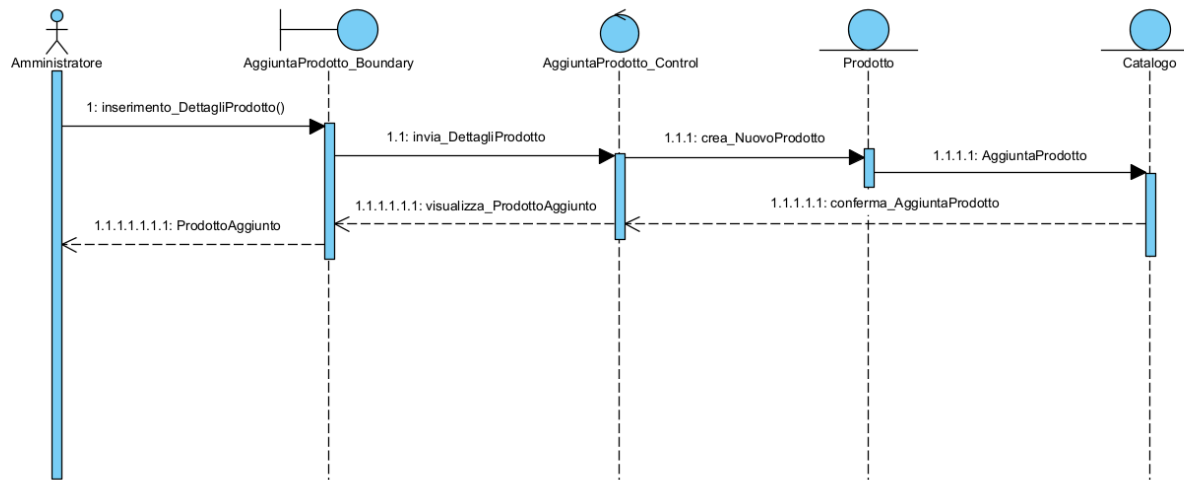 Amministratore
AggiuntaProdotto_Boundary
AggiuntaProdotto_Control
Prodotto
Catalogo
1: inserimento_DettagliProdotto()
1.1: invia_DettagliProdotto
1.1.1: crea_NuovoProdotto
1.1.1.1: AggiuntaProdotto
1.1.1.1.1: conferma_AggiuntaProdotto
1.1.1.1.1.1: visualizza_ProdottoAggiunto
1.1.1.1.1.1.1: ProdottoAggiunto